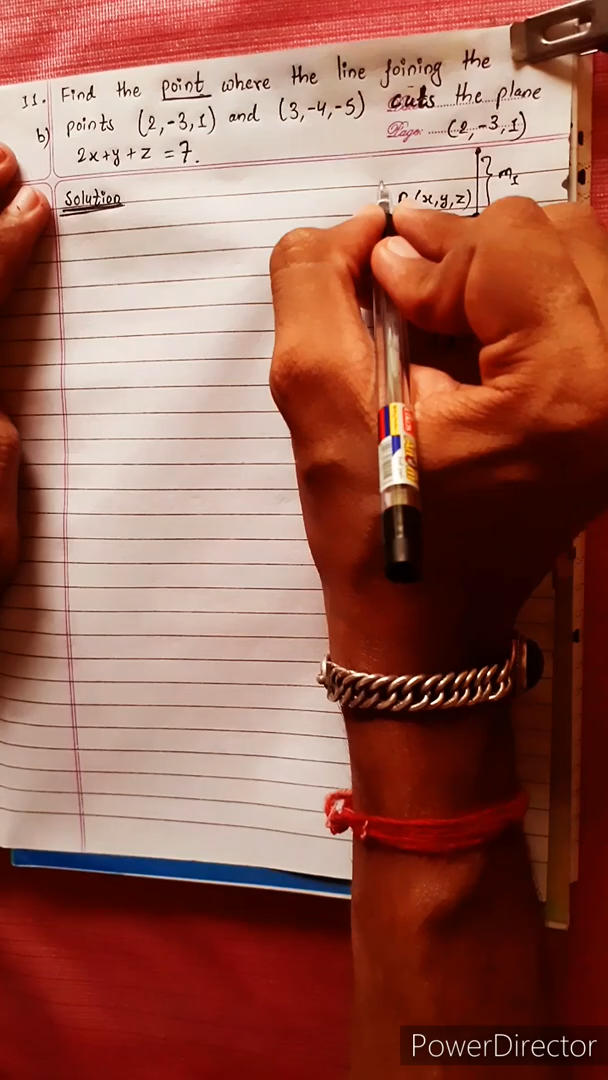 11. Find the point where the line joining the
b) points (2,-3,1) and (3,-4,-5) cuts the plane
Page: (2,-3,1)
2x+y+z =7.
m₁
Solution
(x,y,z)
PowerDirector